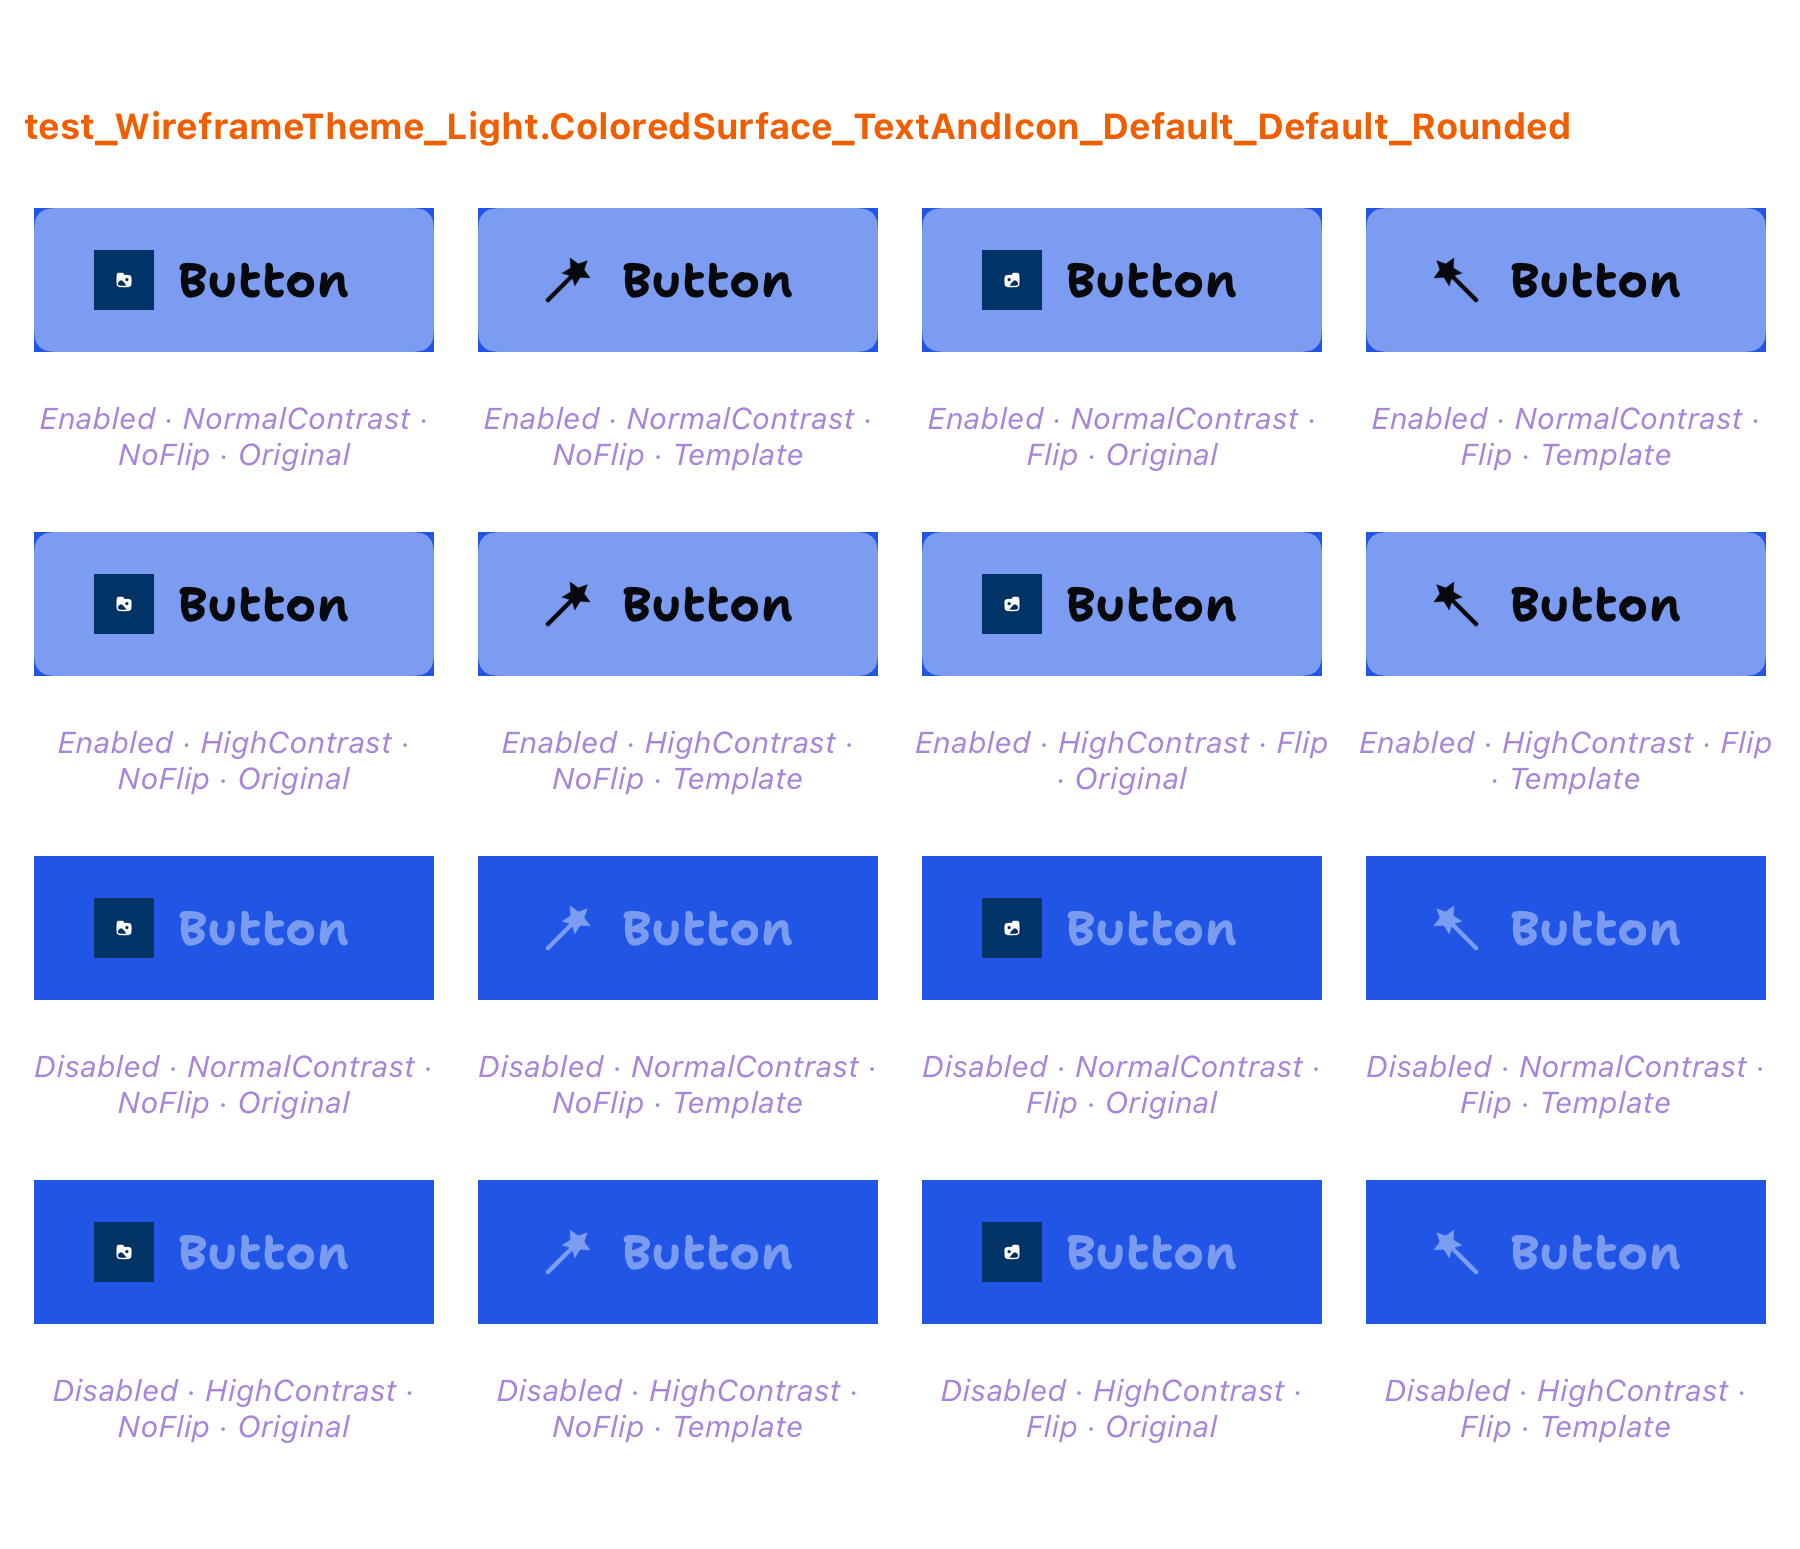 test_WireframeTheme_Light.ColoredSurface_TextAndIcon_Default_Default_Rounded
Button
Button
Button
Button
Enabled · NormalContrast ·
NoFlip · Original
Enabled · NormalContrast ·
NoFlip · Template
Enabled · NormalContrast ·
Flip · Original
Enabled · NormalContrast ·
Flip · Template
Button
Button
Button
Button
Enabled · HighContrast ·
NoFlip · Original
Enabled · HighContrast ·
NoFlip · Template
Enabled · HighContrast · Flip
· Original
Enabled · HighContrast · Flip
· Template
Button
Button
Button
Button
Disabled · NormalContrast ·
NoFlip · Original
Disabled · NormalContrast ·
NoFlip · Template
Disabled · NormalContrast ·
Flip · Original
Disabled · NormalContrast ·
Flip · Template
Button
Button
Button
Button
Disabled · HighContrast ·
NoFlip · Original
Disabled · HighContrast ·
NoFlip · Template
Disabled · HighContrast ·
Flip · Original
Disabled · HighContrast ·
Flip · Template